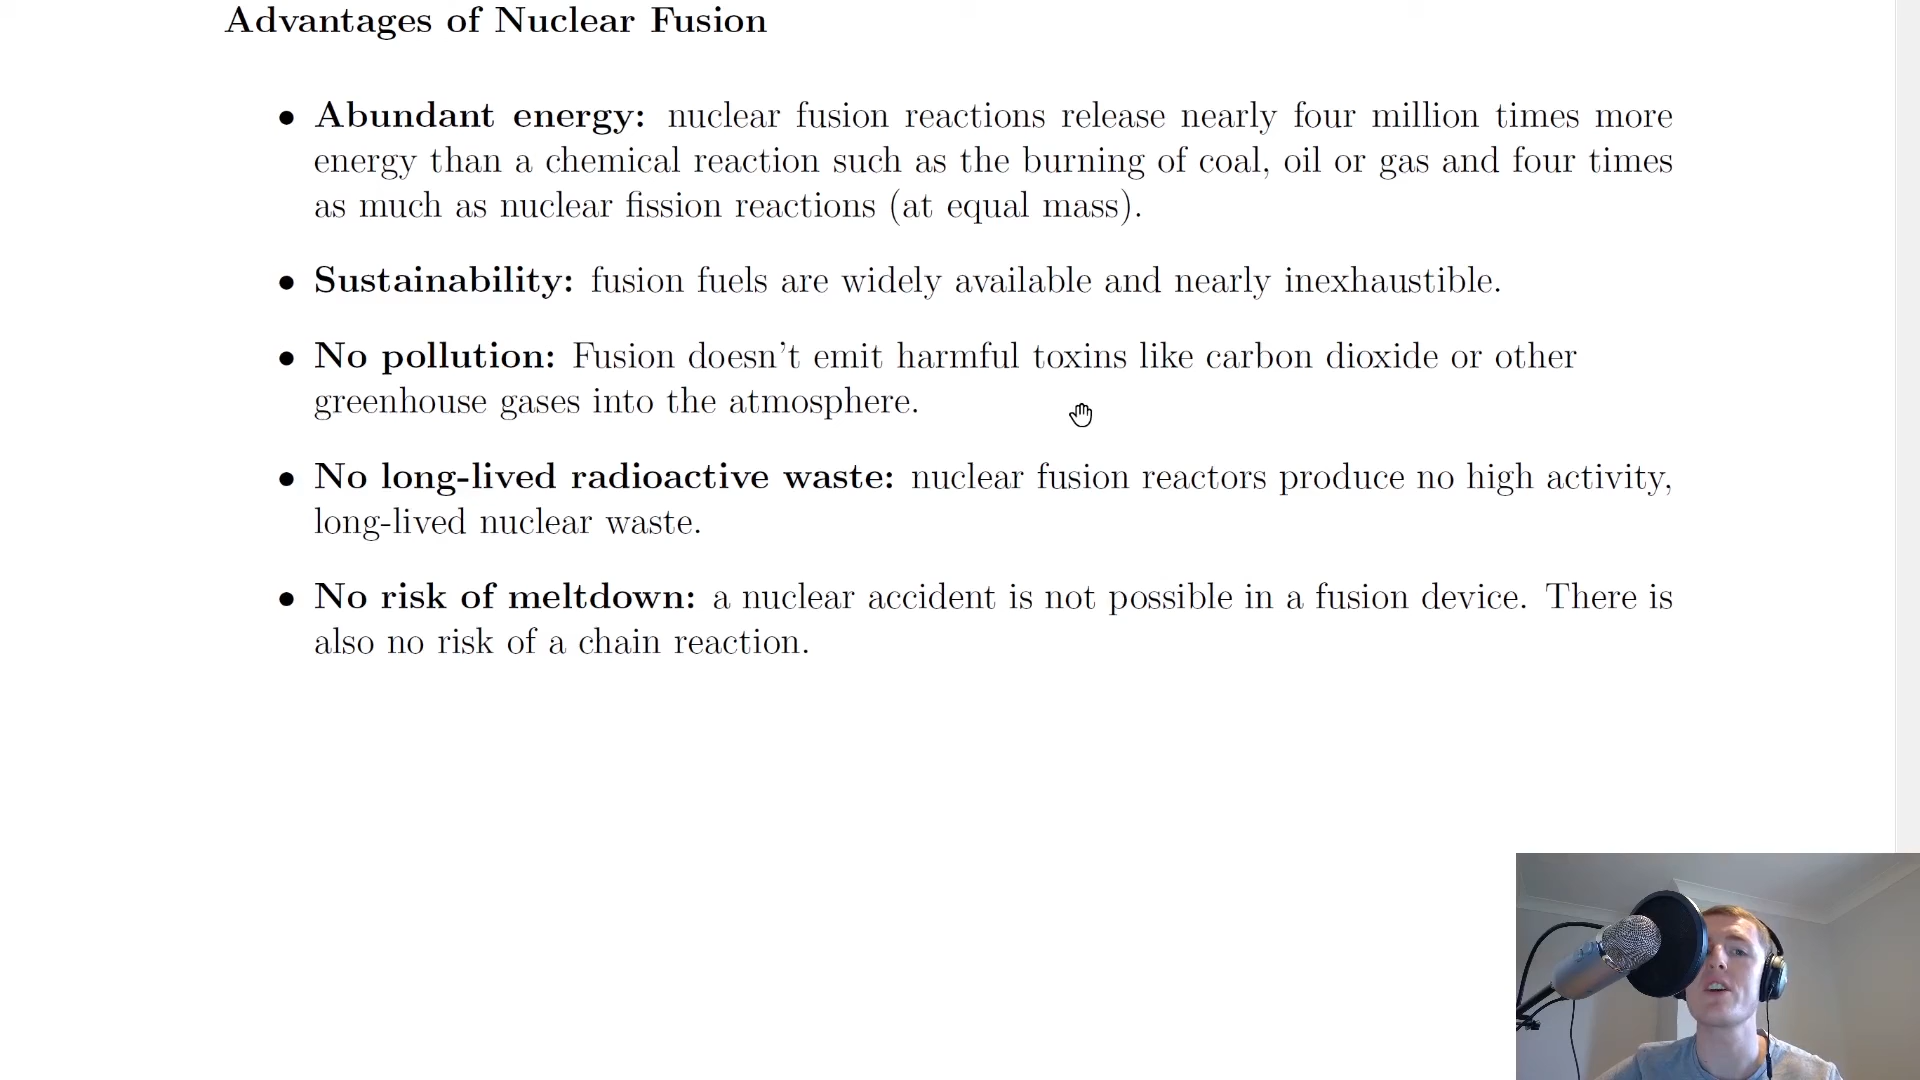 Advantages of Nuclear Fusion
• Abundant energy: nuclear fusion reactions release nearly four million times more
energy than a chemical reaction such as the burning of coal, oil or gas and four times
as much as nuclear fission reactions (at equal mass).
• Sustainability: fusion fuels are widely available and nearly inexhaustible.
• No pollution: Fusion doesn't emit harmful toxins like carbon dioxide or other
greenhouse gases into the atmosphere.
• No long-lived radioactive waste: nuclear fusion reactors produce no high activity,
long-lived nuclear waste.
• No risk of meltdown: a nuclear accident is not possible in a fusion device. There is
also no risk of a chain reaction.